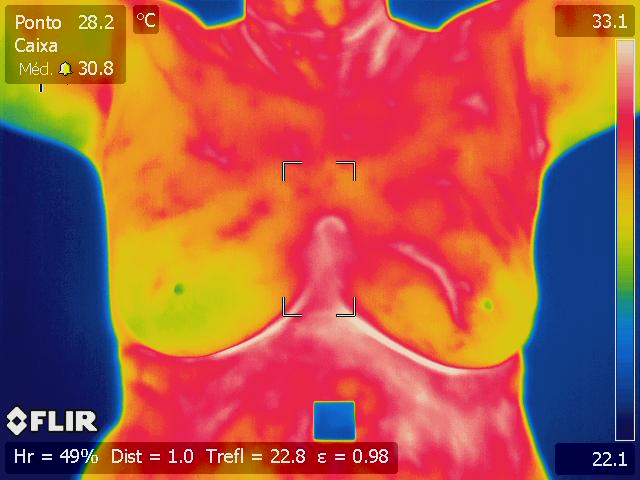 Ponto 28.2 °C
Caixa
Méd. 30.8
33.1
FLIR
Hr = 49% Dist = 1.0 Trefl = 22.8 ε = 0.98
22.1